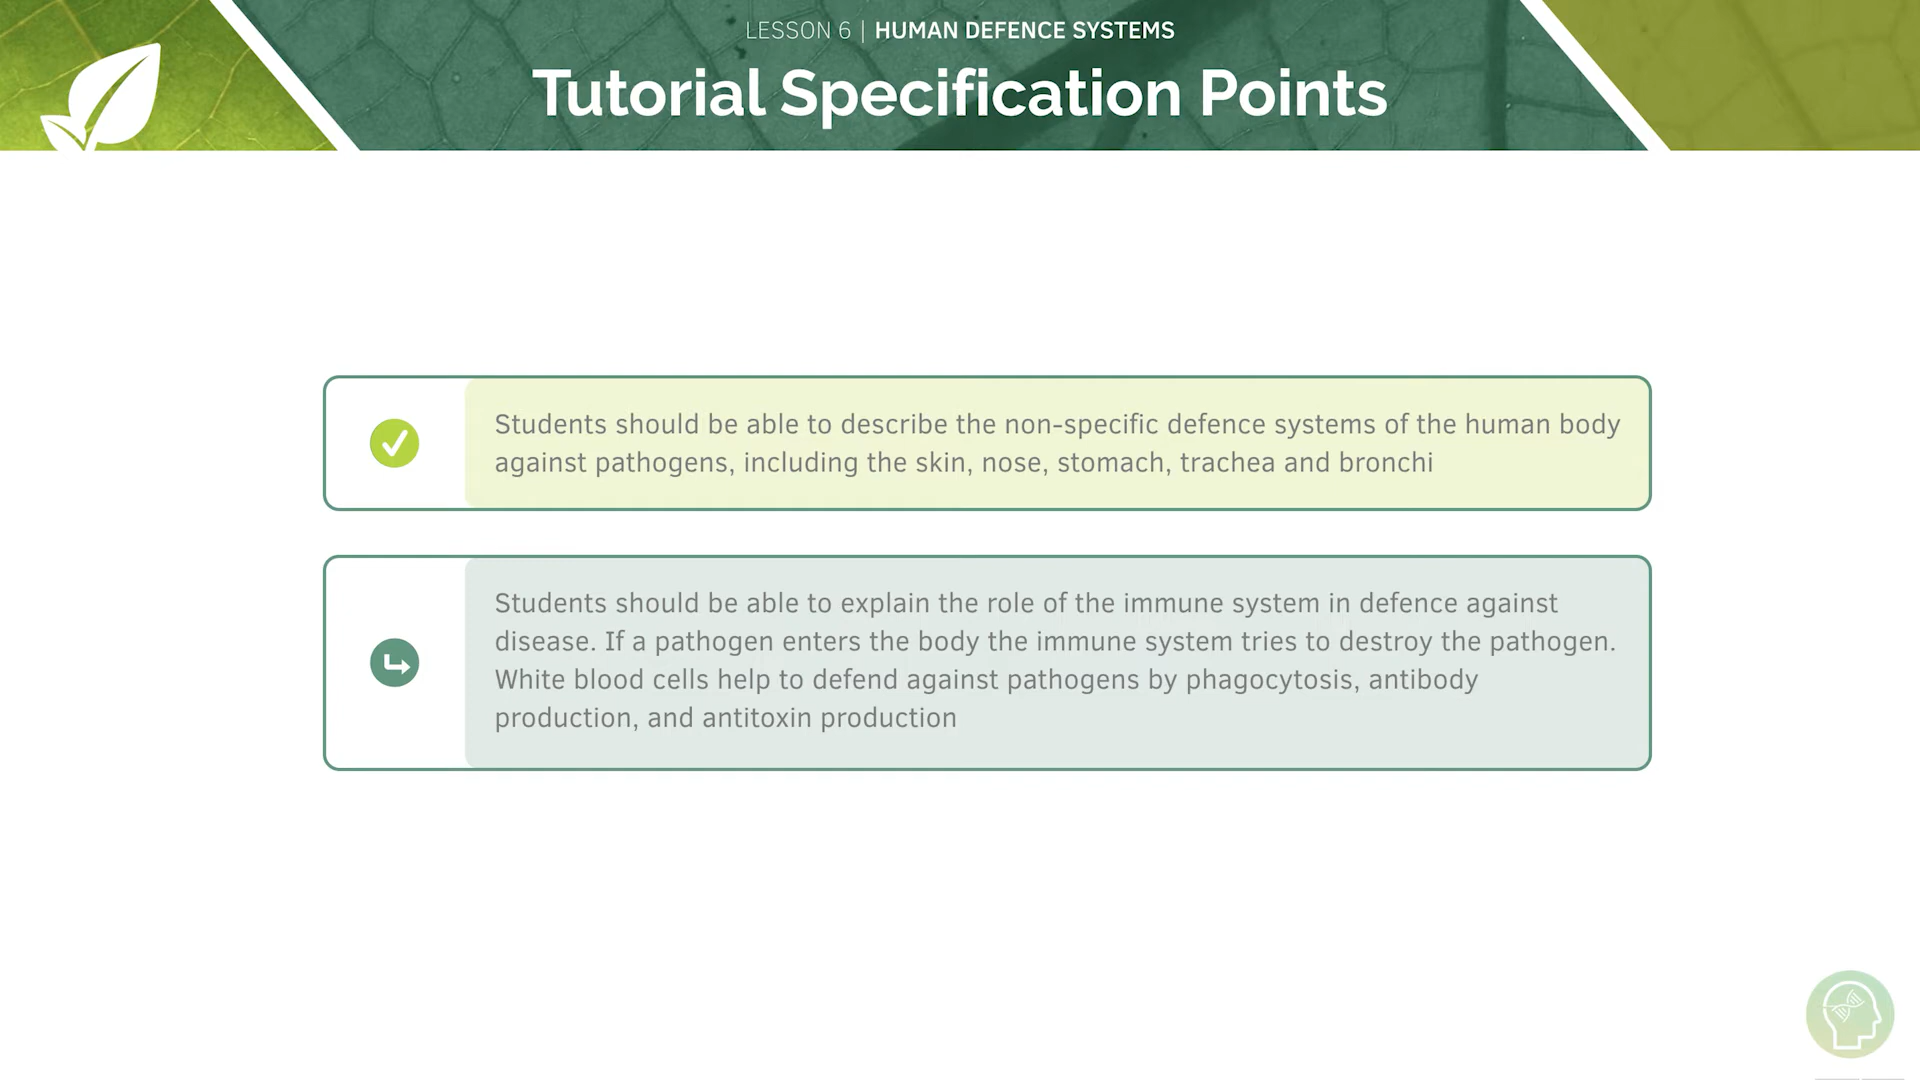 LESSON 6 | HUMAN DEFENCE SYSTEMS
Tutorial Specification Points
Students should be able to describe the non-specific defence systems of the human body
against pathogens, including the skin, nose, stomach, trachea and bronchi
Students should be able to explain the role of the immune system in defence against
disease. If a pathogen enters the body the immune system tries to destroy the pathogen.
White blood cells help to defend against pathogens by phagocytosis, antibody
production, and antitoxin production